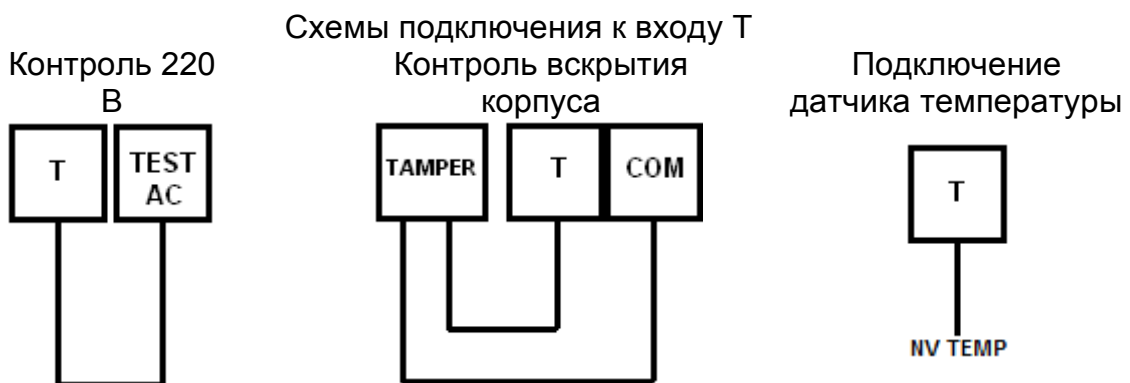 Схемы подключения к входу Т
Контроль 220
В
Контроль вскрытия
корпуса
Подключение
датчика температуры
T
TEST
AC
TAMPER
T
COM
T
NV TEMP